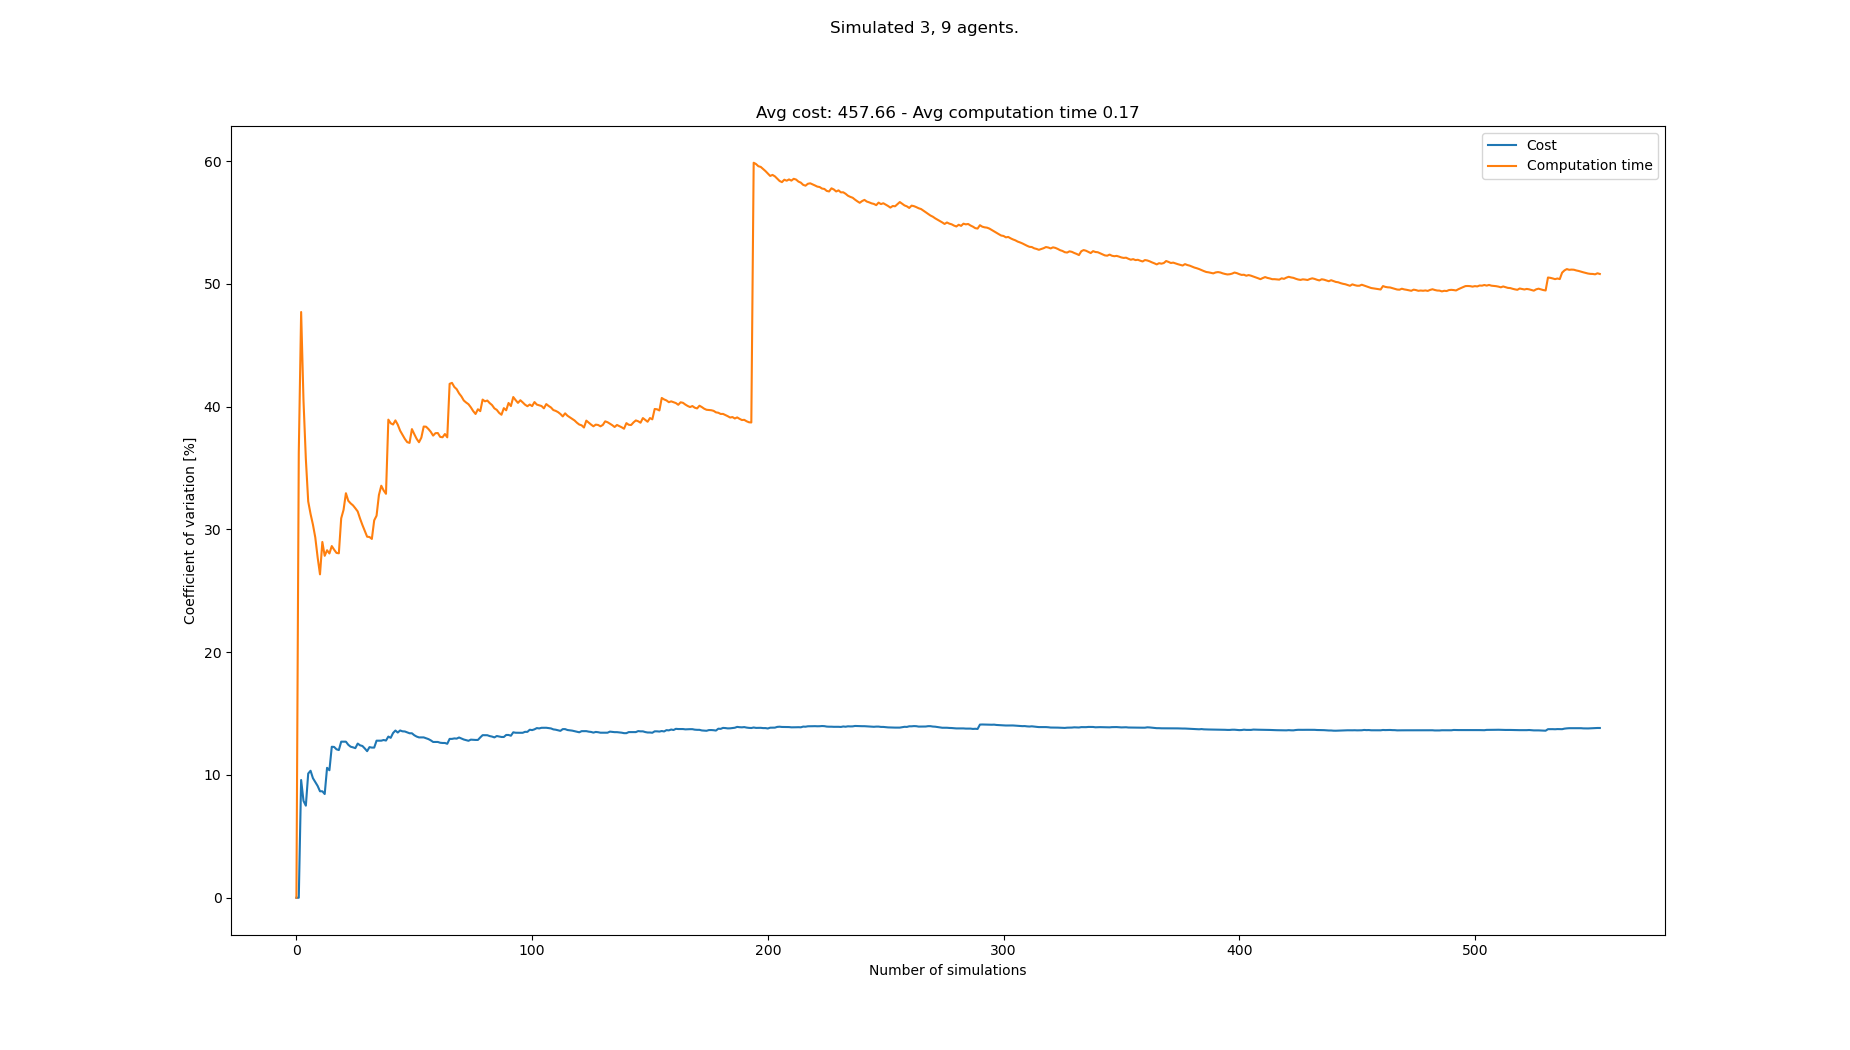 Simulated 3, 9 agents.
Avg cost: 457.66 - Avg computation time 0.17
Cost
Computation time
Coefficient of variation [%]
60
50
40
30
20
10
0
0 100 200 300 400 500
Number of simulations